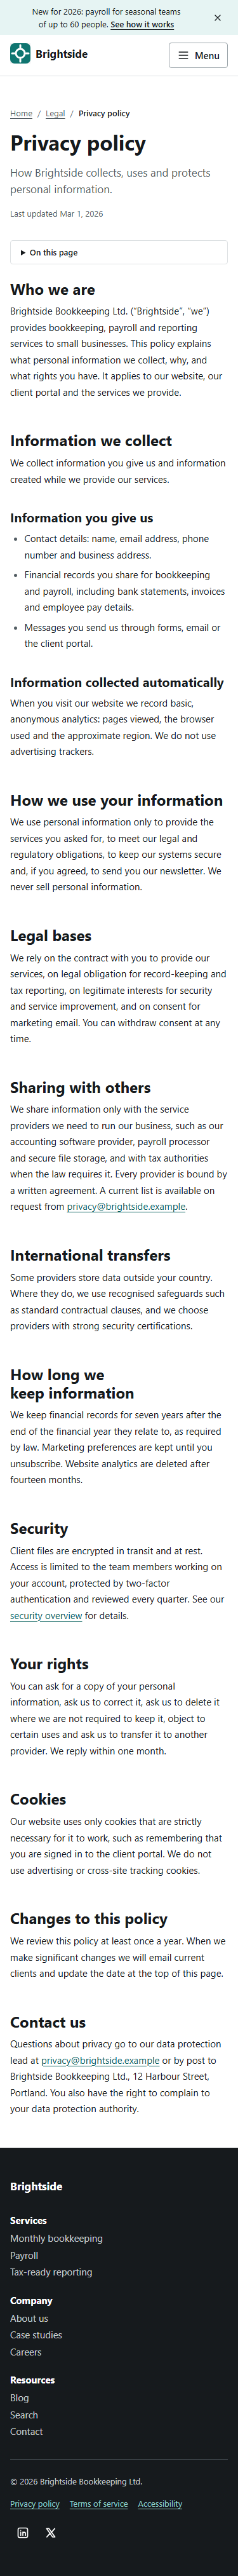 New for 2026: payroll for seasonal teams
of up to 60 people. See how it works
Brightside
Menu
Home / Legal / Privacy policy
Privacy policy
How Brightside collects, uses and protects
personal information.
Last updated Mar 1, 2026
On this page
Who we are
Brightside Bookkeeping Ltd. ("Brightside", "we")
provides bookkeeping, payroll and reporting
services to small businesses. This policy explains
what personal information we collect, why, and
what rights you have. It applies to our website, our
client portal and the services we provide.
Information we collect
We collect information you give us and information
created while we provide our services.
Information you give us
• Contact details: name, email address, phone
number and business address.
• Financial records you share for bookkeeping
and payroll, including bank statements, invoices
and employee pay details.
• Messages you send us through forms, email or
the client portal.
Information collected automatically
When you visit our website we record basic,
anonymous analytics: pages viewed, the browser
used and the approximate region. We do not use
advertising trackers.
How we use your information
We use personal information only to provide the
services you asked for, to meet our legal and
regulatory obligations, to keep our systems secure
and, if you agreed, to send you our newsletter. We
never sell personal information.
Legal bases
We rely on the contract with you to provide our
services, on legal obligation for record-keeping and
tax reporting, on legitimate interests for security
and service improvement, and on consent for
marketing email. You can withdraw consent at any
time.
Sharing with others
We share information only with the service
providers we need to run our business, such as our
accounting software provider, payroll processor
and secure file storage, and with tax authorities
when the law requires it. Every provider is bound by
a written agreement. A current list is available on
request from privacy@brightside.example.
International transfers
Some providers store data outside your country.
Where they do, we use recognised safeguards such
as standard contractual clauses, and we choose
providers with strong security certifications.
How long we
keep information
We keep financial records for seven years after the
end of the financial year they relate to, as required
by law. Marketing preferences are kept until you
unsubscribe. Website analytics are deleted after
fourteen months.
Security
Client files are encrypted in transit and at rest.
Access is limited to the team members working on
your account, protected by two-factor
authentication and reviewed every quarter. See our
security overview for details.
Your rights
You can ask for a copy of your personal
information, ask us to correct it, ask us to delete it
where we are not required to keep it, object to
certain uses and ask us to transfer it to another
provider. We reply within one month.
Cookies
Our website uses only cookies that are strictly
necessary for it to work, such as remembering that
you are signed in to the client portal. We do not
use advertising or cross-site tracking cookies.
Changes to this policy
We review this policy at least once a year. When we
make significant changes we will email current
clients and update the date at the top of this page.
Contact us
Questions about privacy go to our data protection
lead at privacy@brightside.example or by post to
Brightside Bookkeeping Ltd., 12 Harbour Street,
Portland. You also have the right to complain to
your data protection authority.
Brightside
Services
Monthly bookkeeping
Payroll
Tax-ready reporting
Company
About us
Case studies
Careers
Resources
Blog
Search
Contact
© 2026 Brightside Bookkeeping Ltd.
Privacy policy Terms of service Accessibility